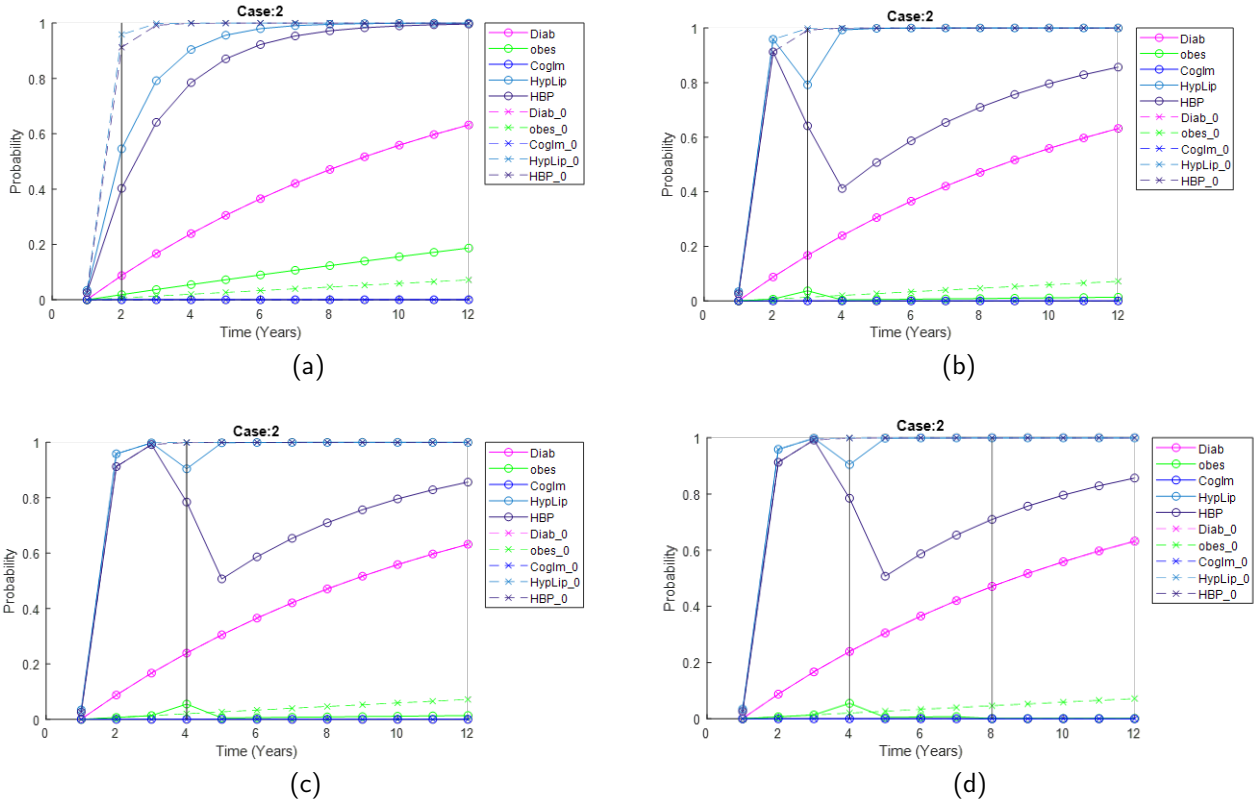 Case:2
1
0.8
0.6
0.4
0.2
0
Probability
0 2 4 6 8 10 12
Time (Years)
Diab
obes
CogIm
HypLip
HBP
Diab_0
obes_0
CogIm_0
HypLip_0
HBP_0
(a)
Case:2
1
0.8
0.6
0.4
0.2
0
Probability
0 2 3 4 6 8 10 12
Time (Years)
Diab
obes
CogIm
HypLip
HBP
Diab_0
obes_0
CogIm_0
HypLip_0
HBP_0
(b)
Case:2
1
0.8
0.6
0.4
0.2
0
Probability
0 2 4 6 8 10 12
Time (Years)
Diab
obes
CogIm
HypLip
HBP
Diab_0
obes_0
CogIm_0
HypLip_0
HBP_0
(c)
Case:2
1
0.8
0.6
0.4
0.2
0
Probability
0 2 4 6 8 10 12
Time (Years)
Diab
obes
CogIm
HypLip
HBP
Diab_0
obes_0
CogIm_0
HypLip_0
HBP_0
(d)